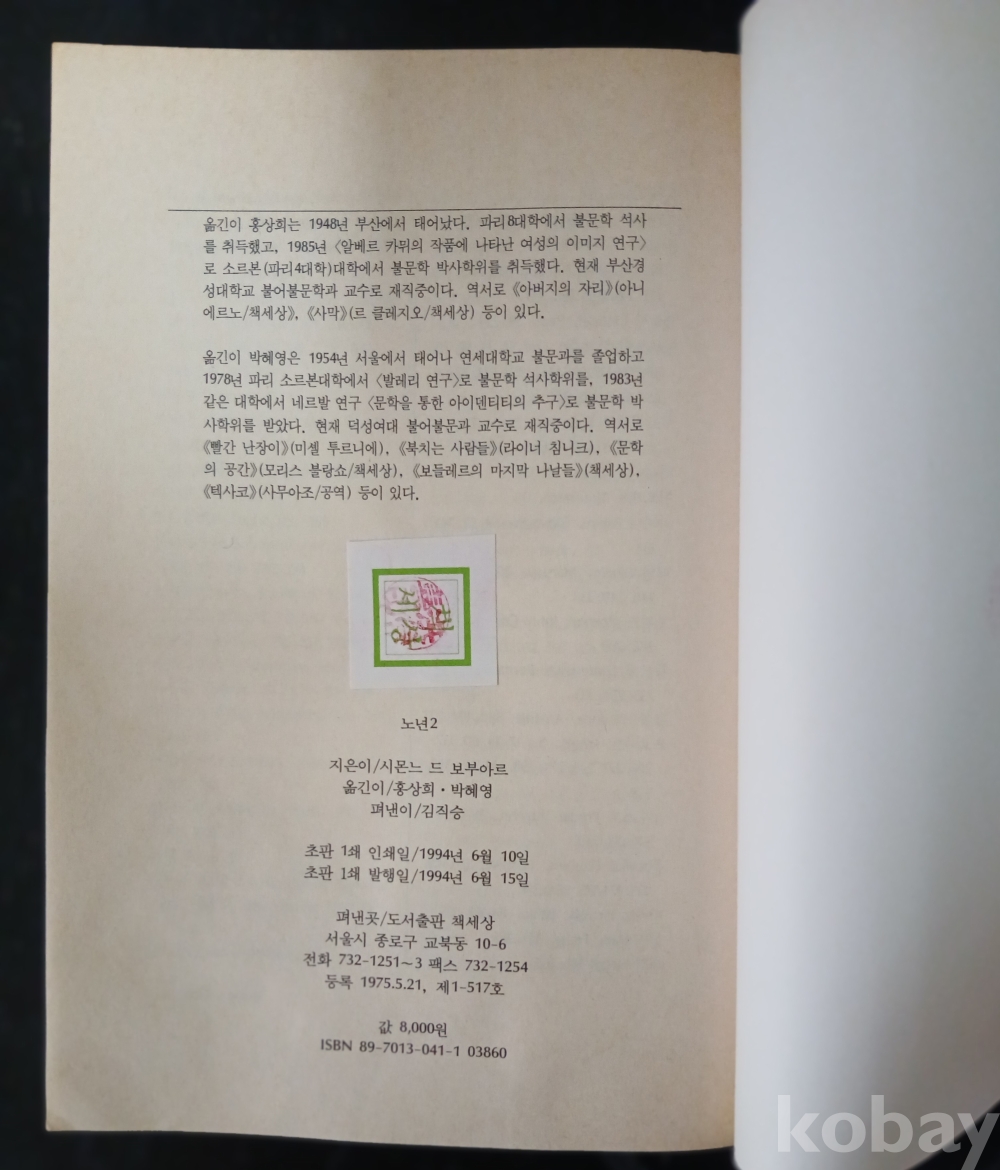 옮긴이 홍상희는 1948년 부산에서 태어났다. 파리8대학에서 불문학 석사
를 취득했고, 1985년 〈알베르 카뮈의 작품에 나타난 여성의 이미지 연구〉
로 소르본(파리4대학)대학에서 불문학 박사학위를 취득했다. 현재 부산경
성대학교 불어불문학과 교수로 재직중이다. 역서로 《아버지의 자리》(아니
에르노/책세상), 《사막》(르 클레지오/책세상) 등이 있다.
옮긴이 박혜영은 1954년 서울에서 태어나 연세대학교 불문과를 졸업하고
1978년 파리 소르본대학에서 〈발레리 연구〉로 불문학 석사학위를, 1983년
같은 대학에서 네르발 연구 〈문학을 통한 아이덴티티의 추구〉로 불문학 박
사학위를 받았다. 현재 덕성여대 불어불문과 교수로 재직중이다. 역서로
《빨간 난장이》(미셸 투르니에), 《북치는 사람들》(라이너 침니크), 《문학
의 공간》(모리스 블랑쇼/책세상), 《보들레르의 마지막 나날들》(책세상),
《텍사코》(샤무아조/공역) 등이 있다.
책
세상
노년2
지은이/시몬느 드 보부아르
옮긴이/홍상희·박혜영
펴낸이/김직승
초판 1쇄 인쇄일/1994년 6월 10일
초판 1쇄 발행일/1994년 6월 15일
펴낸곳/도서출판 책세상
서울시 종로구 교북동 10-6
전화 732-1251~3 팩스 732-1254
등록 1975.5.21, 제1-517호
값 8,000원
ISBN 89-7013-041-1 03860
kobay